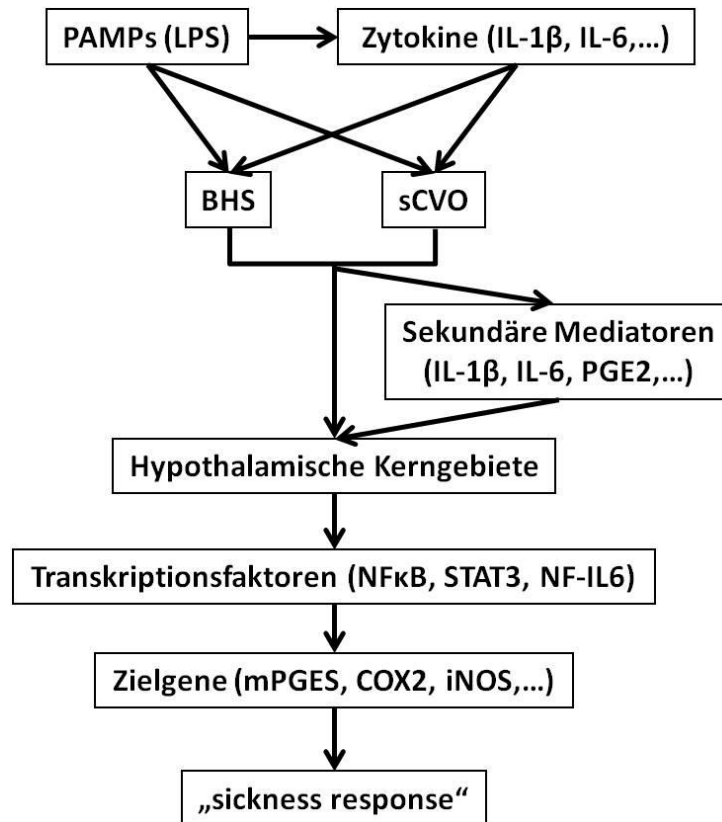 PAMPs (LPS)
Zytokine (IL-1β, IL-6,...)
BHS
sCVO
Sekundäre Mediatoren
(IL-1β, IL-6, PGE2,...)
Hypothalamische Kerngebiete
Transkriptionsfaktoren (NFκB, STAT3, NF-IL6)
Zielgene (mPGES, COX2, iNOS,...)
„sickness response“